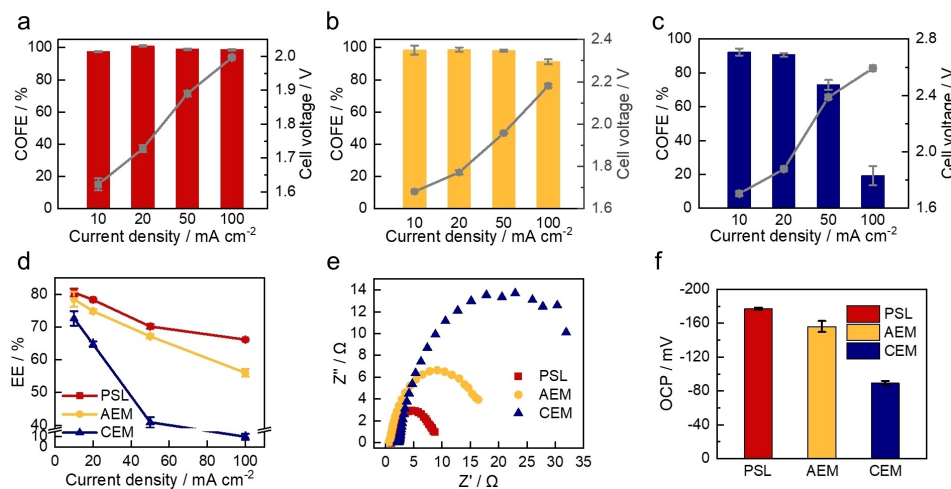 a
COFE / %
100
80
60
40
20
0
10 20 50 100
Current density / mA cm-2
2.0
1.9
1.8
1.7
1.6
Cell voltage / V
b
COFE / %
100
80
60
40
20
0
10 20 50 100
Current density / mA cm-2
2.4
2.2
2.0
1.8
1.6
Cell voltage / V
c
COFE / %
100
80
60
40
20
0
10 20 50 100
Current density / mA cm-2
2.8
2.4
2.0
1.6
Cell voltage / V
d
EE / %
80
70
60
50
40
10
0
PSL
AEM
CEM
20 40 60 80 100
Current density / mA cm-2
e
Z" / Ω
14
12
10
8
6
4
2
0
PSL
AEM
CEM
0 5 10 15 20 25 30 35
Z' / Ω
f
OCP / mV
-200
-160
-120
-80
-40
0
PSL
AEM
CEM
PSL AEM CEM